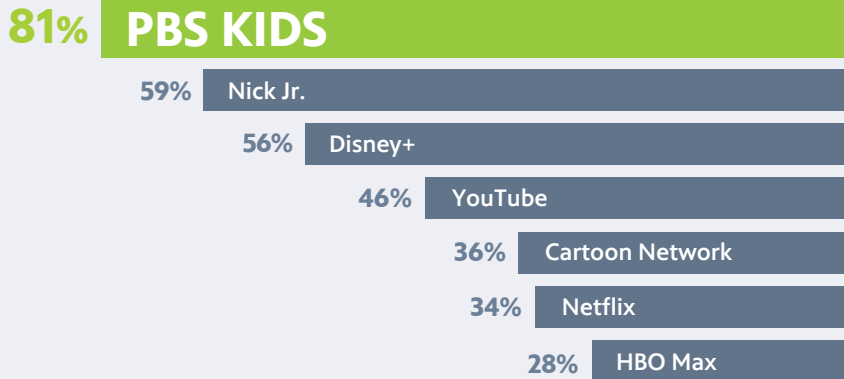 81% PBS KIDS
59% Nick Jr.
56% Disney+
46% YouTube
36% Cartoon Network
34% Netflix
28% HBO Max